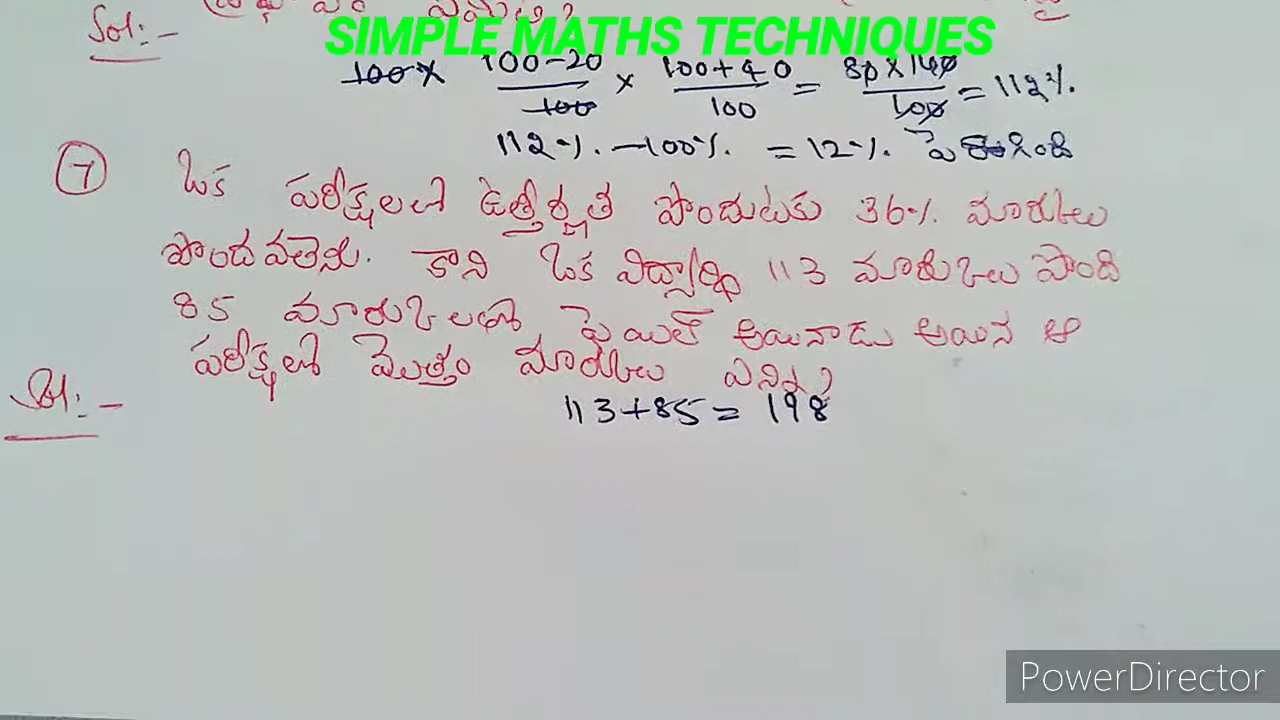 Sol:-
SIMPLE MATHS TECHNIQUES
100 × (100-20)/100 × (100+40)/100 = (80×140)/100 = 112%.
112%. -100%. = 12%. పెరిగింది
7 ఒక పరీక్షలలో ఉత్తీర్ణత పొందుటకు 36%. మార్కులు
పొందవలెను. కాని ఒక విద్యార్థి 113 మార్కులు పొంది
85 మార్కులలో ఫెయిల్ అయినాడు అయిన ఆ
పరీక్షలో మొత్తం మార్కులు ఎన్ని?
Sol:-
113+85= 198
PowerDirector